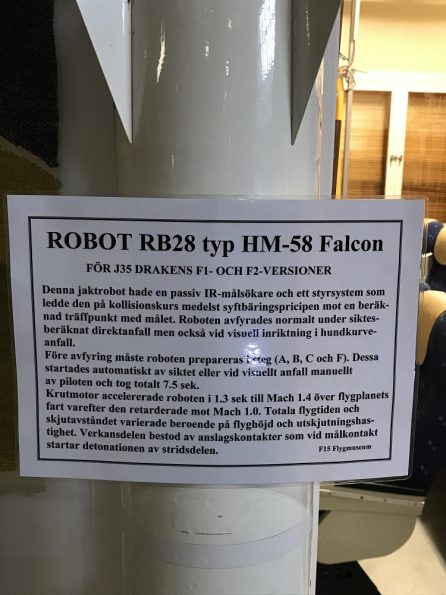 ROBOT RB28 typ HM-58 Falcon
FÖR J35 DRAKENS F1- OCH F2-VERSIONER
Denna jaktrobot hade en passiv IR-målsökare och ett styrsystem som
ledde den på kollisionskurs medelst syftbäringspricipen mot en beräk-
nad träffpunkt med målet. Roboten avfyrades normalt under siktes-
beräknat direktanfall men också vid visuell inriktning i hundkurve-
anfall.
Före avfyring måste roboten prepareras i steg (A, B, C och F). Dessa
startades automatiskt av siktet eller vid visuellt anfall manuellt
av piloten och tog totalt 7.5 sek.
Krutmotor accelererade roboten i 1.3 sek till Mach 1.4 över flygplanets
fart varefter den retarderade mot Mach 1.0. Totala flygtiden och
skjutavståndet varierade beroende på flyghöjd och utskjutningshas-
tighet. Verkansdelen bestod av anslagskontakter som vid målkontakt
startar detonationen av stridsdelen.
F15 Flygmuseum